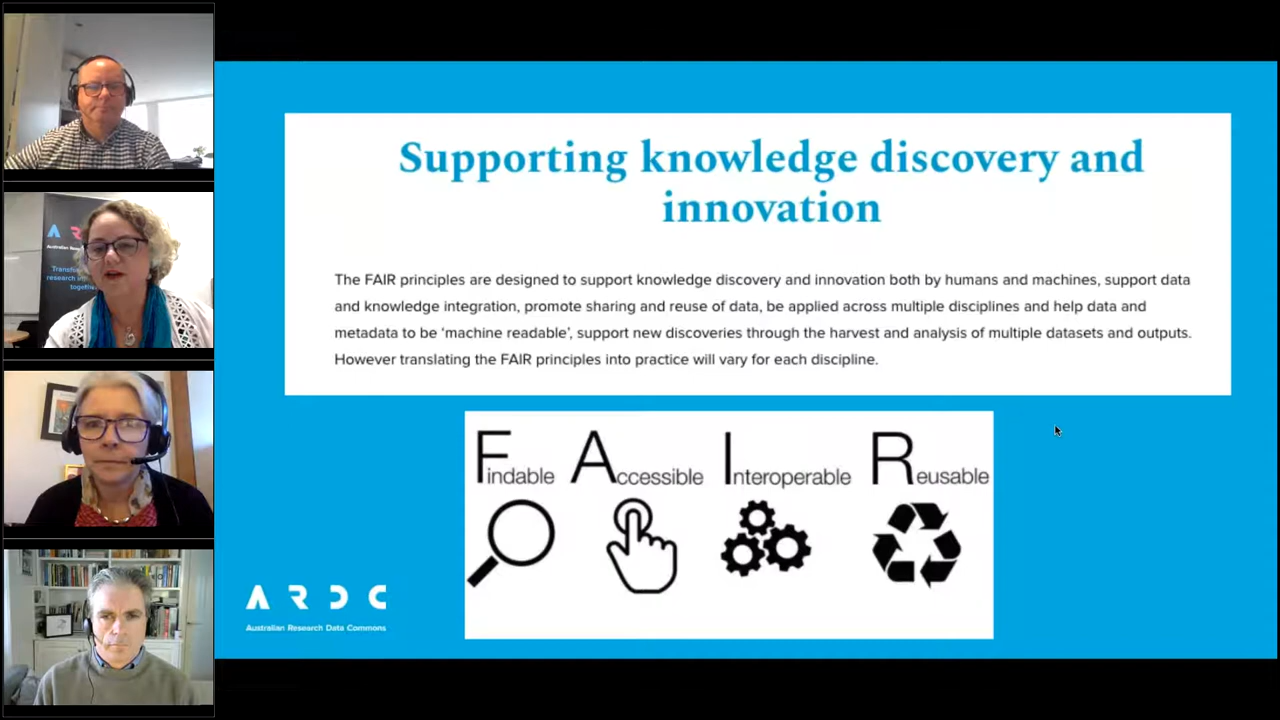 Supporting knowledge discovery and
innovation
The FAIR principles are designed to support knowledge discovery and innovation both by humans and machines, support data
and knowledge integration, promote sharing and reuse of data, be applied across multiple disciplines and help data and
metadata to be ‘machine readable’, support new discoveries through the harvest and analysis of multiple datasets and outputs.
However translating the FAIR principles into practice will vary for each discipline.
Findable Accessible Interoperable Reusable
ARDC
Australian Research Data Commons
A R
Australian
research
together